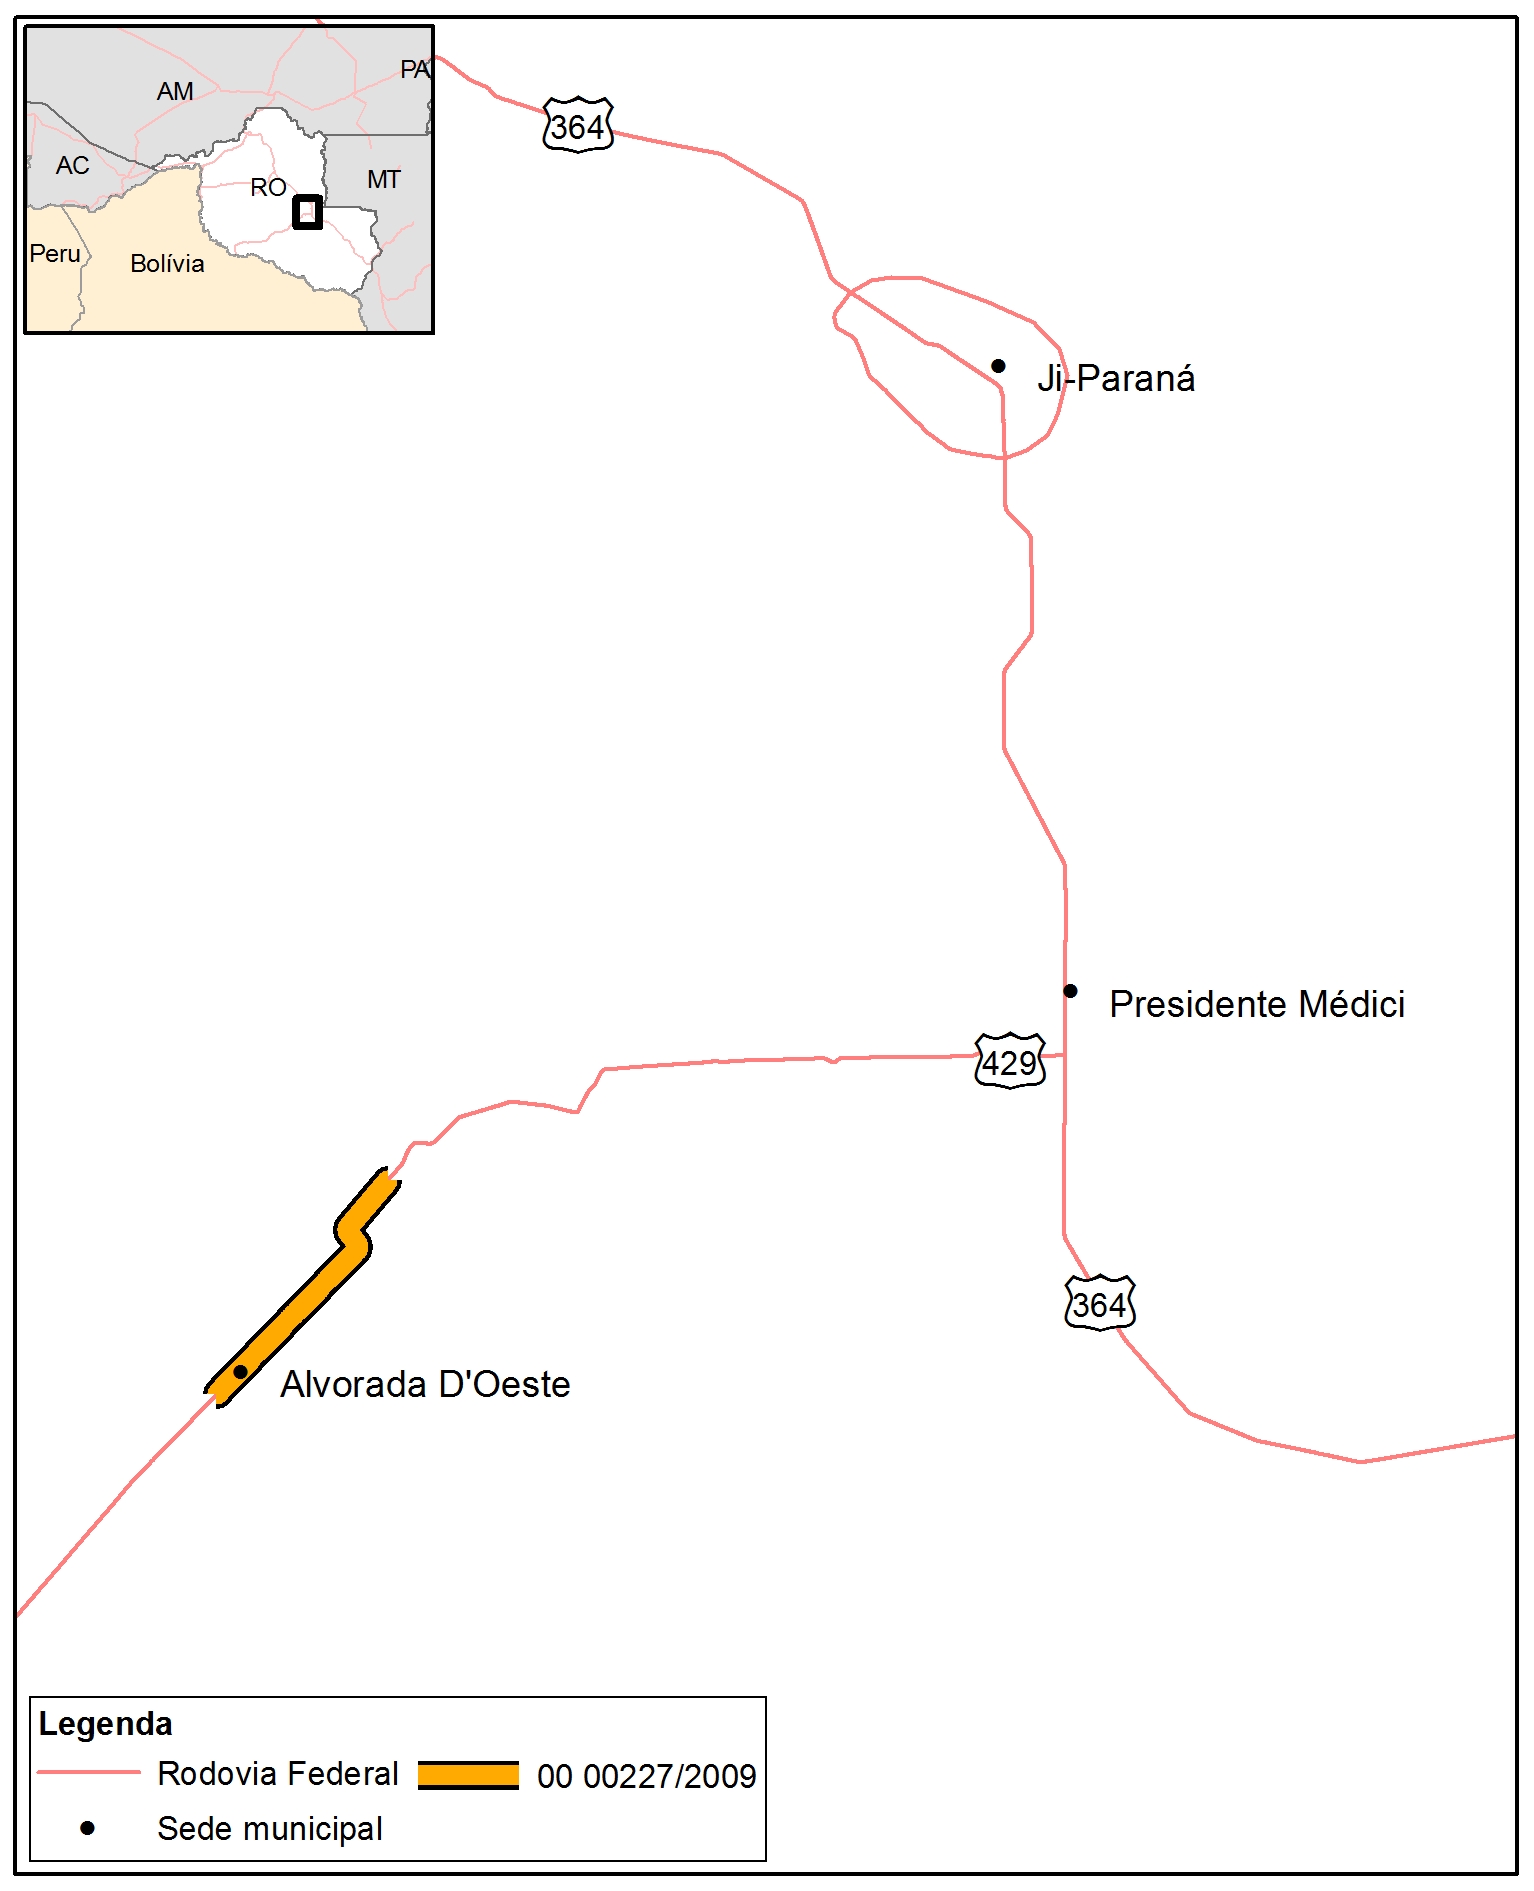 PA
AM
AC
RO
MT
Peru
Bolívia
364
Ji-Paraná
Presidente Médici
429
364
Alvorada D'Oeste
Legenda
Rodovia Federal
00 00227/2009
Sede municipal